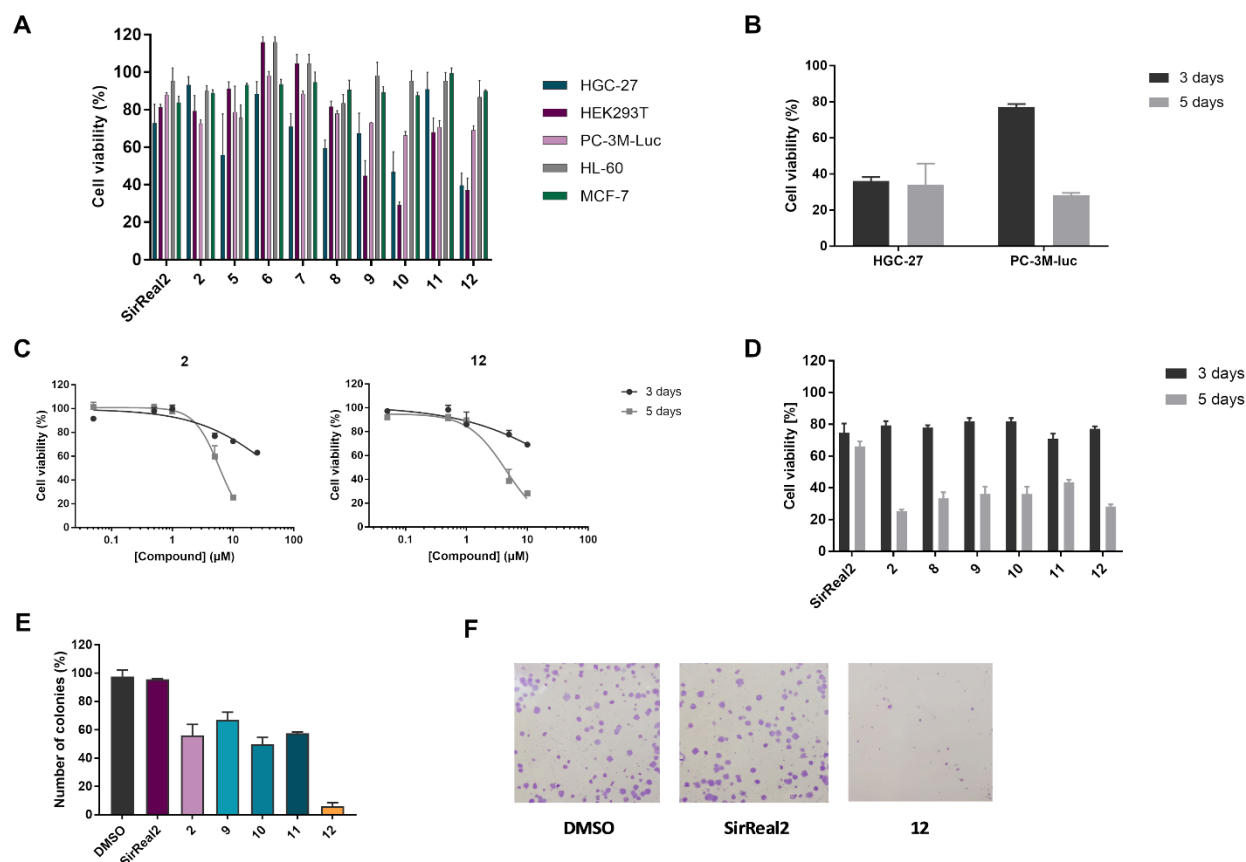 A
Cell viability (%)
120
100
80
60
40
20
0
SirReal2
2
5
6
7
8
9
10
11
12
HGC-27
HEK293T
PC-3M-Luc
HL-60
MCF-7
B
Cell viability (%)
100
80
60
40
20
0
HGC-27
PC-3M-luc
3 days
5 days
C
2
Cell viability (%)
120
100
80
60
40
20
0
0.1
1
10
100
[Compound] (µM)
12
Cell viability (%)
120
100
80
60
40
20
0
0.1
1
10
100
[Compound] (µM)
3 days
5 days
D
Cell viability [%]
120
100
80
60
40
20
0
SirReal2
2
8
9
10
11
12
3 days
5 days
E
Number of colonies (%)
120
100
80
60
40
20
0
DMSO
SirReal2
2
9
10
11
12
F
DMSO
SirReal2
12